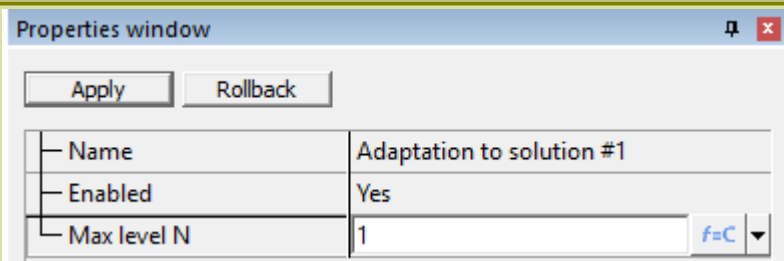 Properties window
Apply Rollback
Name Adaptation to solution #1
Enabled Yes
Max level N 1 f=C